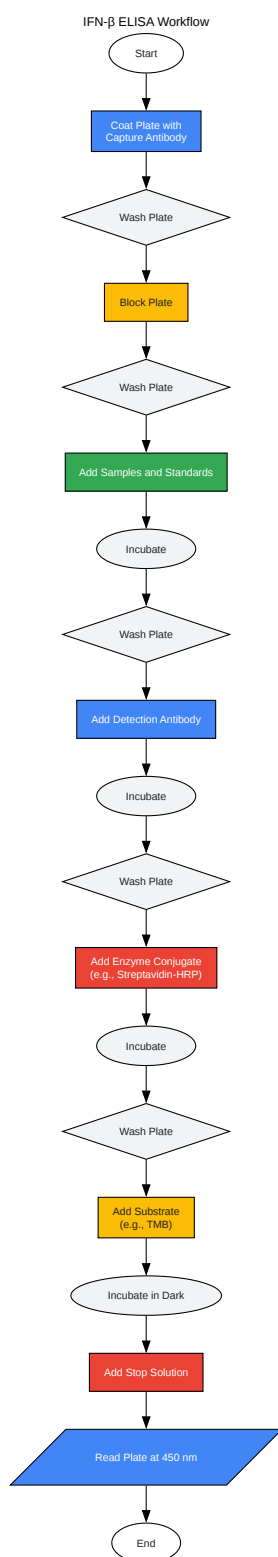 IFN-β ELISA Workflow
Start
Coat Plate with
Capture Antibody
Wash Plate
Block Plate
Wash Plate
Add Samples and Standards
Incubate
Wash Plate
Add Detection Antibody
Incubate
Wash Plate
Add Enzyme Conjugate
(e.g., Streptavidin-HRP)
Incubate
Wash Plate
Add Substrate
(e.g., TMB)
Incubate in Dark
Add Stop Solution
Read Plate at 450 nm
End